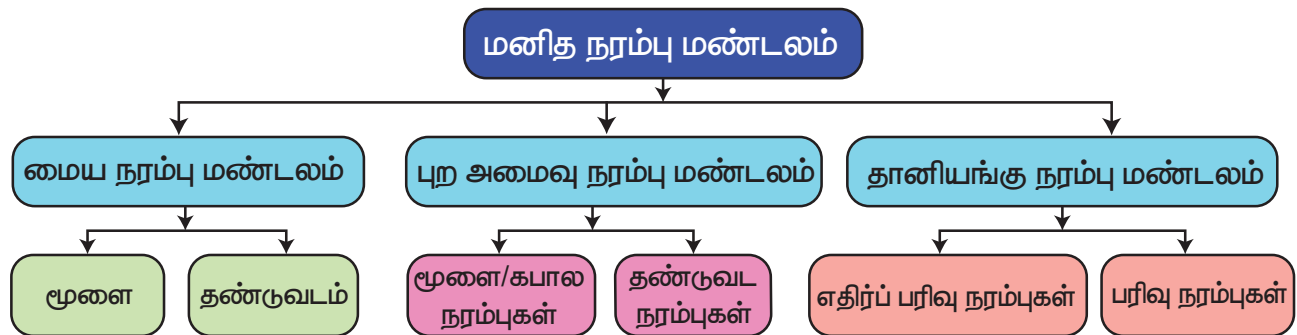 மனித நரம்பு மண்டலம்
மைய நரம்பு மண்டலம்
புற அமைவு நரம்பு மண்டலம்
தானியங்கு நரம்பு மண்டலம்
மூளை
தண்டுவடம்
மூளை/கபால
நரம்புகள்
தண்டுவட
நரம்புகள்
எதிர்ப் பரிவு நரம்புகள்
பரிவு நரம்புகள்